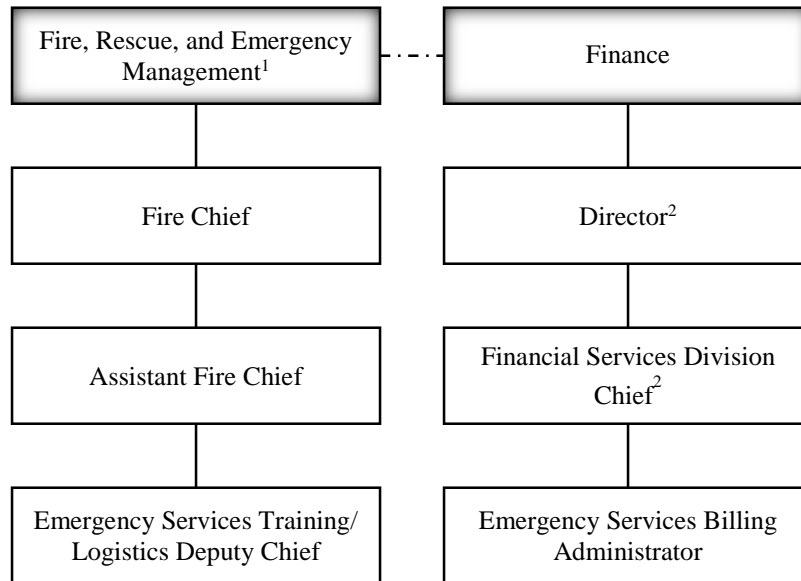 Fire, Rescue, and Emergency
Management¹
Finance
Fire Chief
Director²
Assistant Fire Chief
Financial Services Division
Chief²
Emergency Services Training/
Logistics Deputy Chief
Emergency Services Billing
Administrator